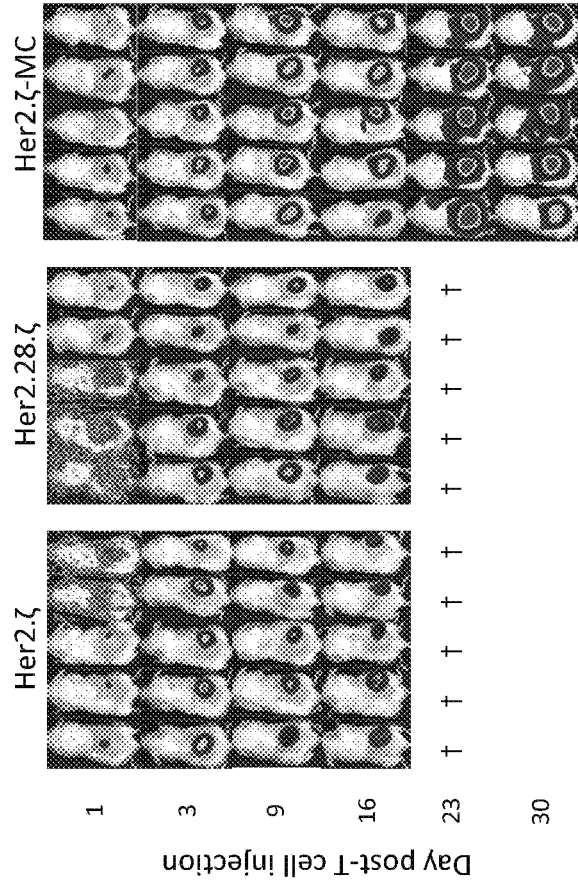 Her2.ζ
Her2.28.ζ
Her2.ζ-MC
Day post-T cell injection
1
3
9
16
23
† † † † †
† † † † †
30